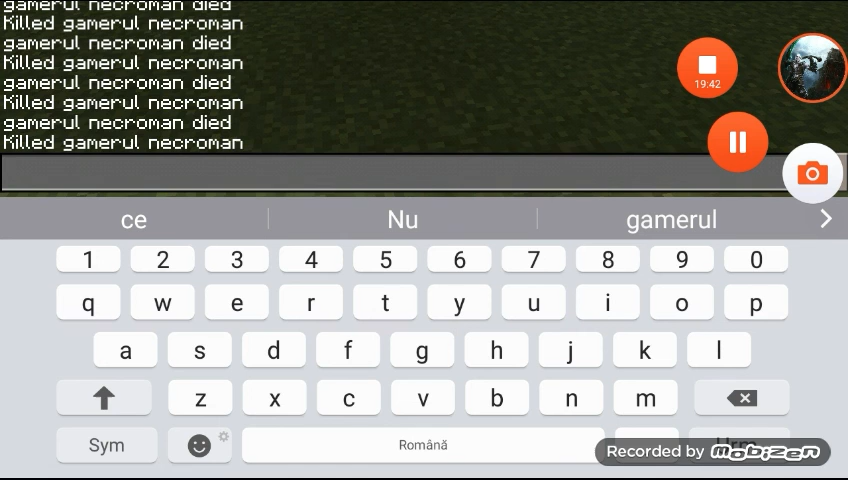 gamerul necroman died
Killed gamerul necroman
gamerul necroman died
Killed gamerul necroman
gamerul necroman died
Killed gamerul necroman
gamerul necroman died
Killed gamerul necroman
19:42
ce Nu gamerul
1 2 3 4 5 6 7 8 9 0
q w e r t y u i o p
a s d f g h j k l
z x c v b n m
Sym Română
Recorded by mobizen